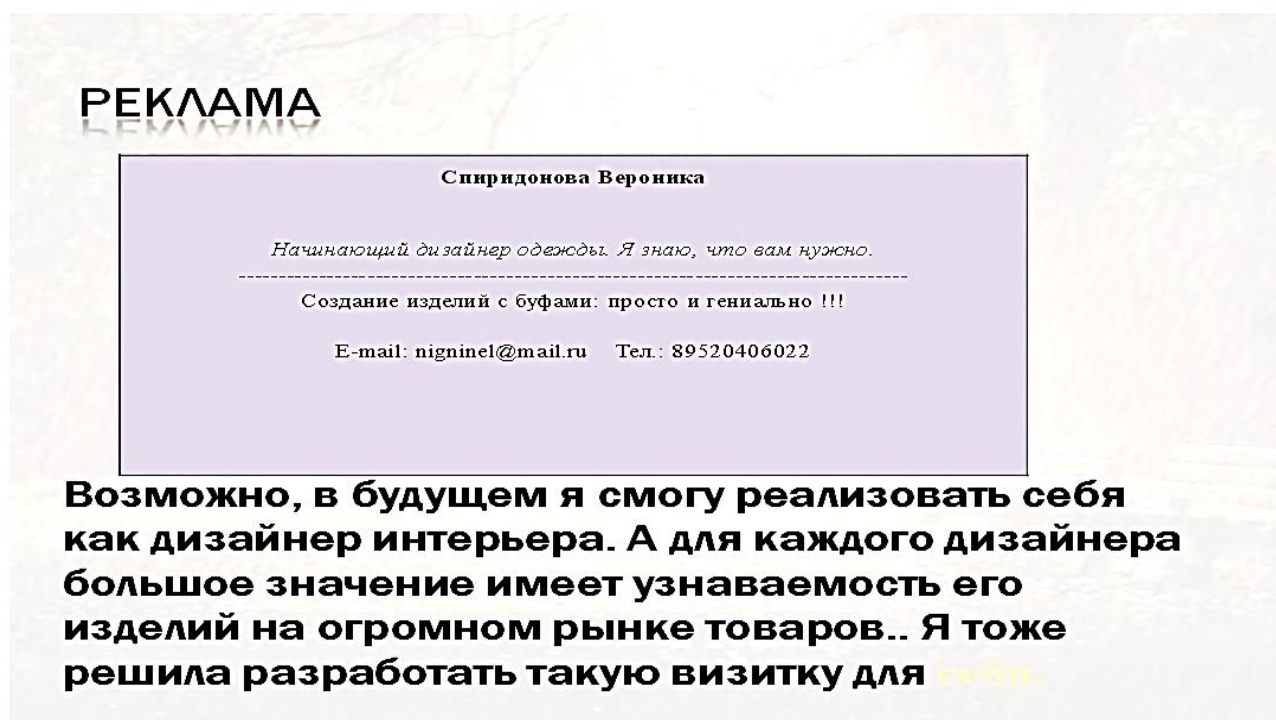 РЕКЛАМА
Спиридонова Вероника
Начинающий дизайнер одежды. Я знаю, что вам нужно.
--------------------------------------------------------------------------------
Создание изделий с буфами: просто и гениально !!!
E-mail: nigninel@mail.ru Тел.: 89520406022
Возможно, в будущем я смогу реализовать себя
как дизайнер интерьера. А для каждого дизайнера
большое значение имеет узнаваемость его
изделий на огромном рынке товаров.. Я тоже
решила разработать такую визитку для себя.